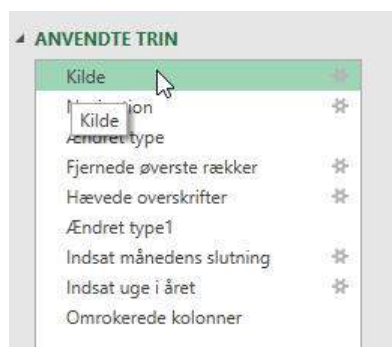 ANVENDTE TRIN
Kilde
ion
Kilde
Ændret type
Fjernede øverste rækker
Hævede overskrifter
Ændret type1
Indsat månedens slutning
Indsat uge i året
Omrokerede kolonner